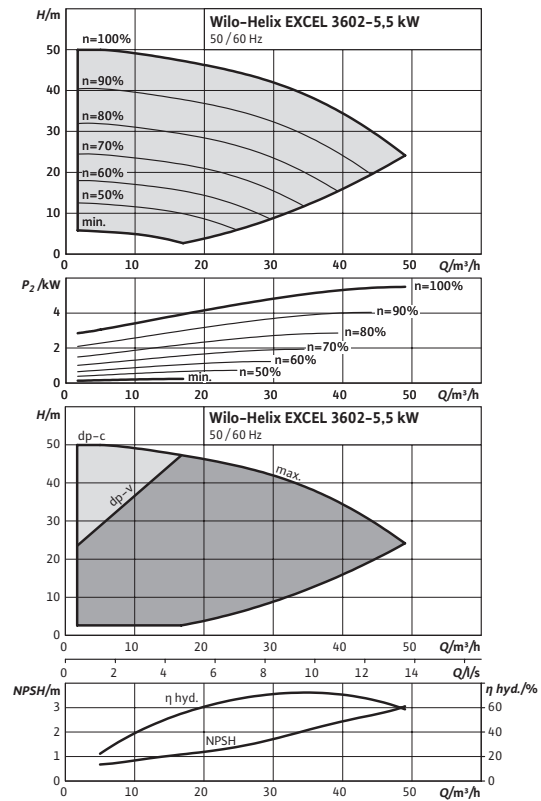 H/m
Wilo-Helix EXCEL 3602-5,5 kW
50 / 60 Hz
50
n=100%
40
n=90%
30
n=80%
n=70%
20
n=60%
n=50%
10
min.
0
0 10 20 30 40 50 Q/m³/h
P₂ /kW
n=100%
4
n=90%
n=80%
2
n=70%
n=60%
n=50%
min.
0
0 10 20 30 40 50 Q/m³/h
H/m
Wilo-Helix EXCEL 3602-5,5 kW
50 / 60 Hz
dp-c
50
max.
40
dp-v
30
20
10
0
0 10 20 30 40 50 Q/m³/h
0 2 4 6 8 10 12 14 Q/l/s
NPSH/m
η hyd./%
η hyd.
3 60
2 40
NPSH
1 20
0 0
0 10 20 30 40 50 Q/m³/h